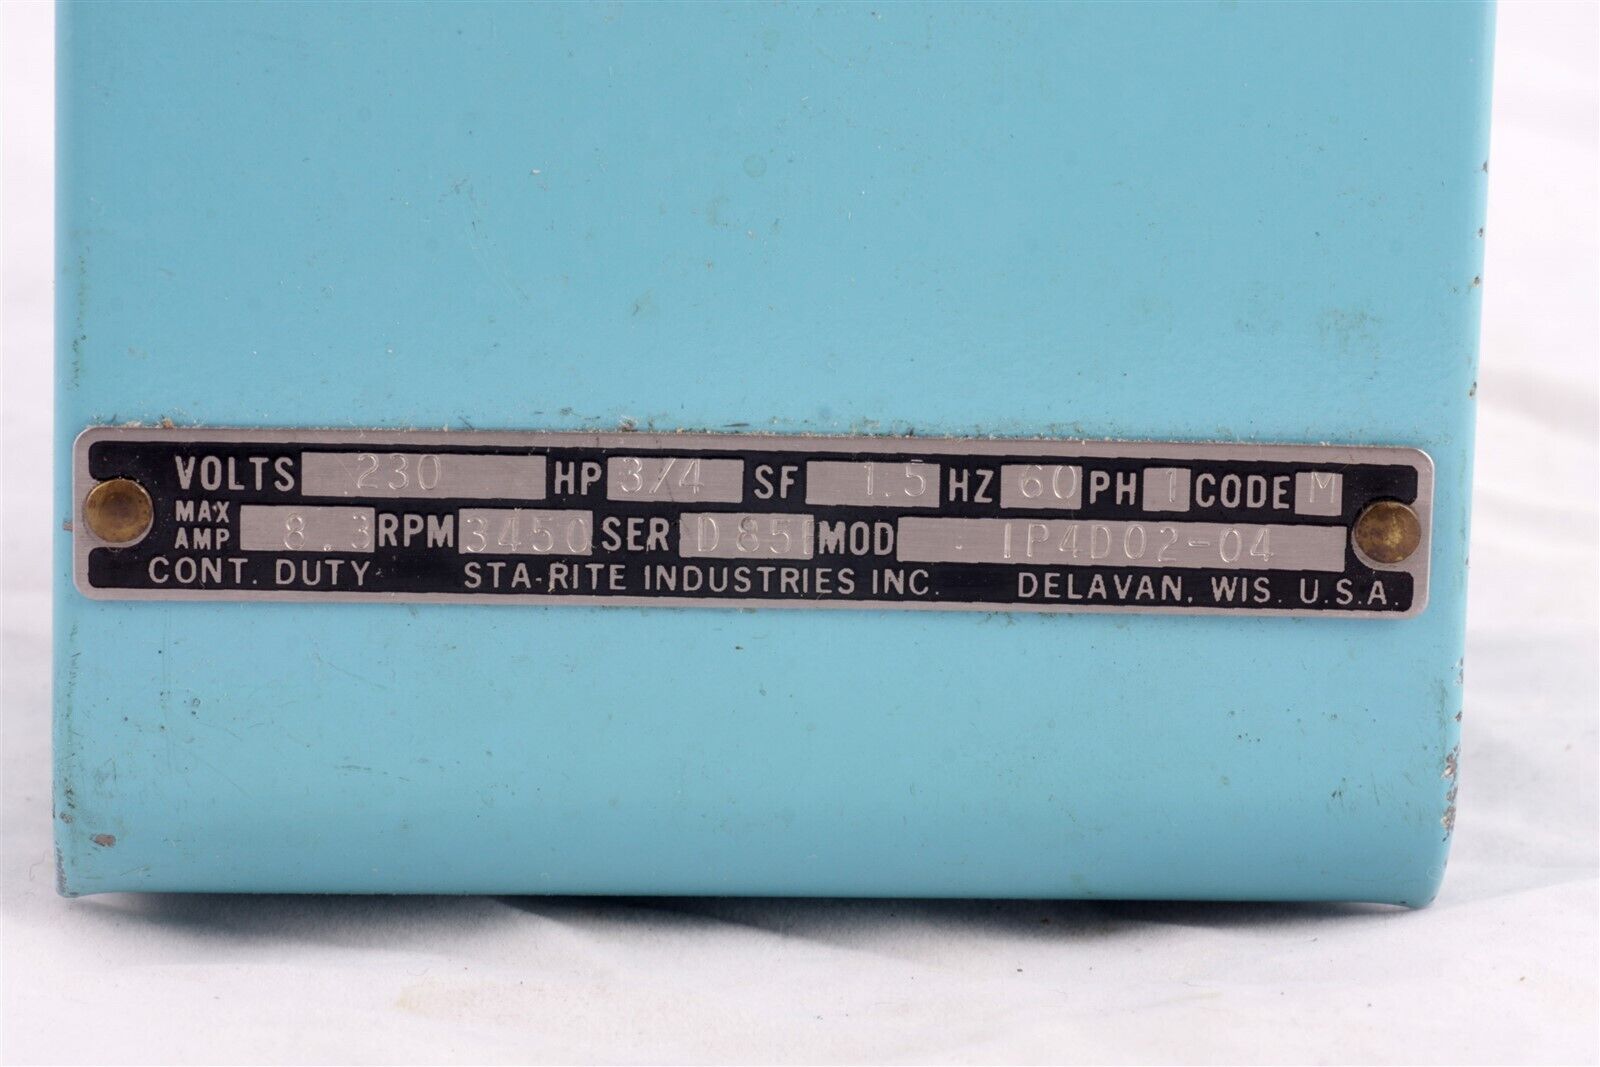 VOLTS 230 HP 3/4 SF 1.5 HZ 60 PH 1 CODE M
MAX AMP 8.3 RPM 3450 SER D85 MOD 1P4D02-04
CONT. DUTY STA-RITE INDUSTRIES INC. DELAVAN, WIS. U.S.A.